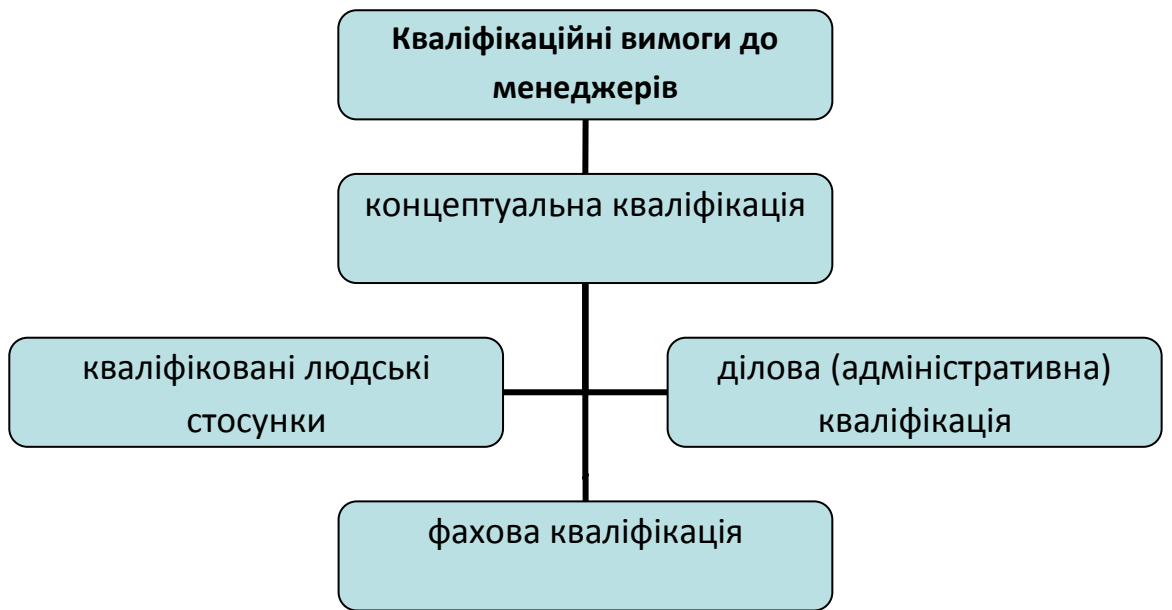 Кваліфікаційні вимоги до
менеджерів
концептуальна кваліфікація
кваліфіковані людські
стосунки
ділова (адміністративна)
кваліфікація
фахова кваліфікація